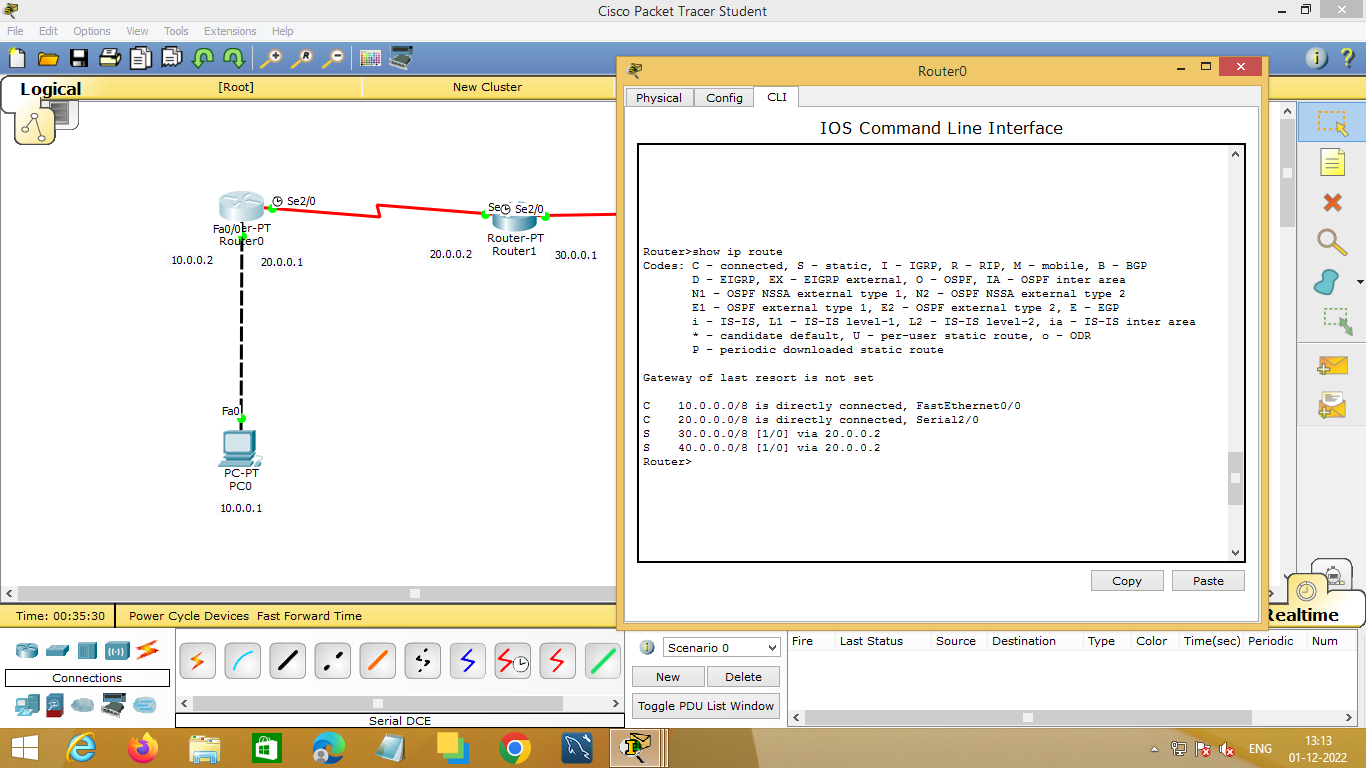 Cisco Packet Tracer Student
File Edit Options View Tools Extensions Help
Logical
[Root]
New Cluster
Se2/0
Fa0/0er-PT
Router0
10.0.0.2
20.0.0.1
Se Se2/0
Router-PT
Router1
20.0.0.2
30.0.0.1
Fa0
PC-PT
PC0
10.0.0.1
Router0
Physical Config CLI
IOS Command Line Interface
Router>show ip route
Codes: C - connected, S - static, I - IGRP, R - RIP, M - mobile, B - BGP
D - EIGRP, EX - EIGRP external, O - OSPF, IA - OSPF inter area
N1 - OSPF NSSA external type 1, N2 - OSPF NSSA external type 2
E1 - OSPF external type 1, E2 - OSPF external type 2, E - EGP
i - IS-IS, L1 - IS-IS level-1, L2 - IS-IS level-2, ia - IS-IS inter area
* - candidate default, U - per-user static route, o - ODR
P - periodic downloaded static route
Gateway of last resort is not set
C 10.0.0.0/8 is directly connected, FastEthernet0/0
C 20.0.0.0/8 is directly connected, Serial2/0
S 30.0.0.0/8 [1/0] via 20.0.0.2
S 40.0.0.0/8 [1/0] via 20.0.0.2
Router>
Copy Paste
Time: 00:35:30 Power Cycle Devices Fast Forward Time
Realtime
Connections
Serial DCE
Scenario 0
New Delete
Toggle PDU List Window
Fire Last Status Source Destination Type Color Time(sec) Periodic Num
ENG
13:13
01-12-2022